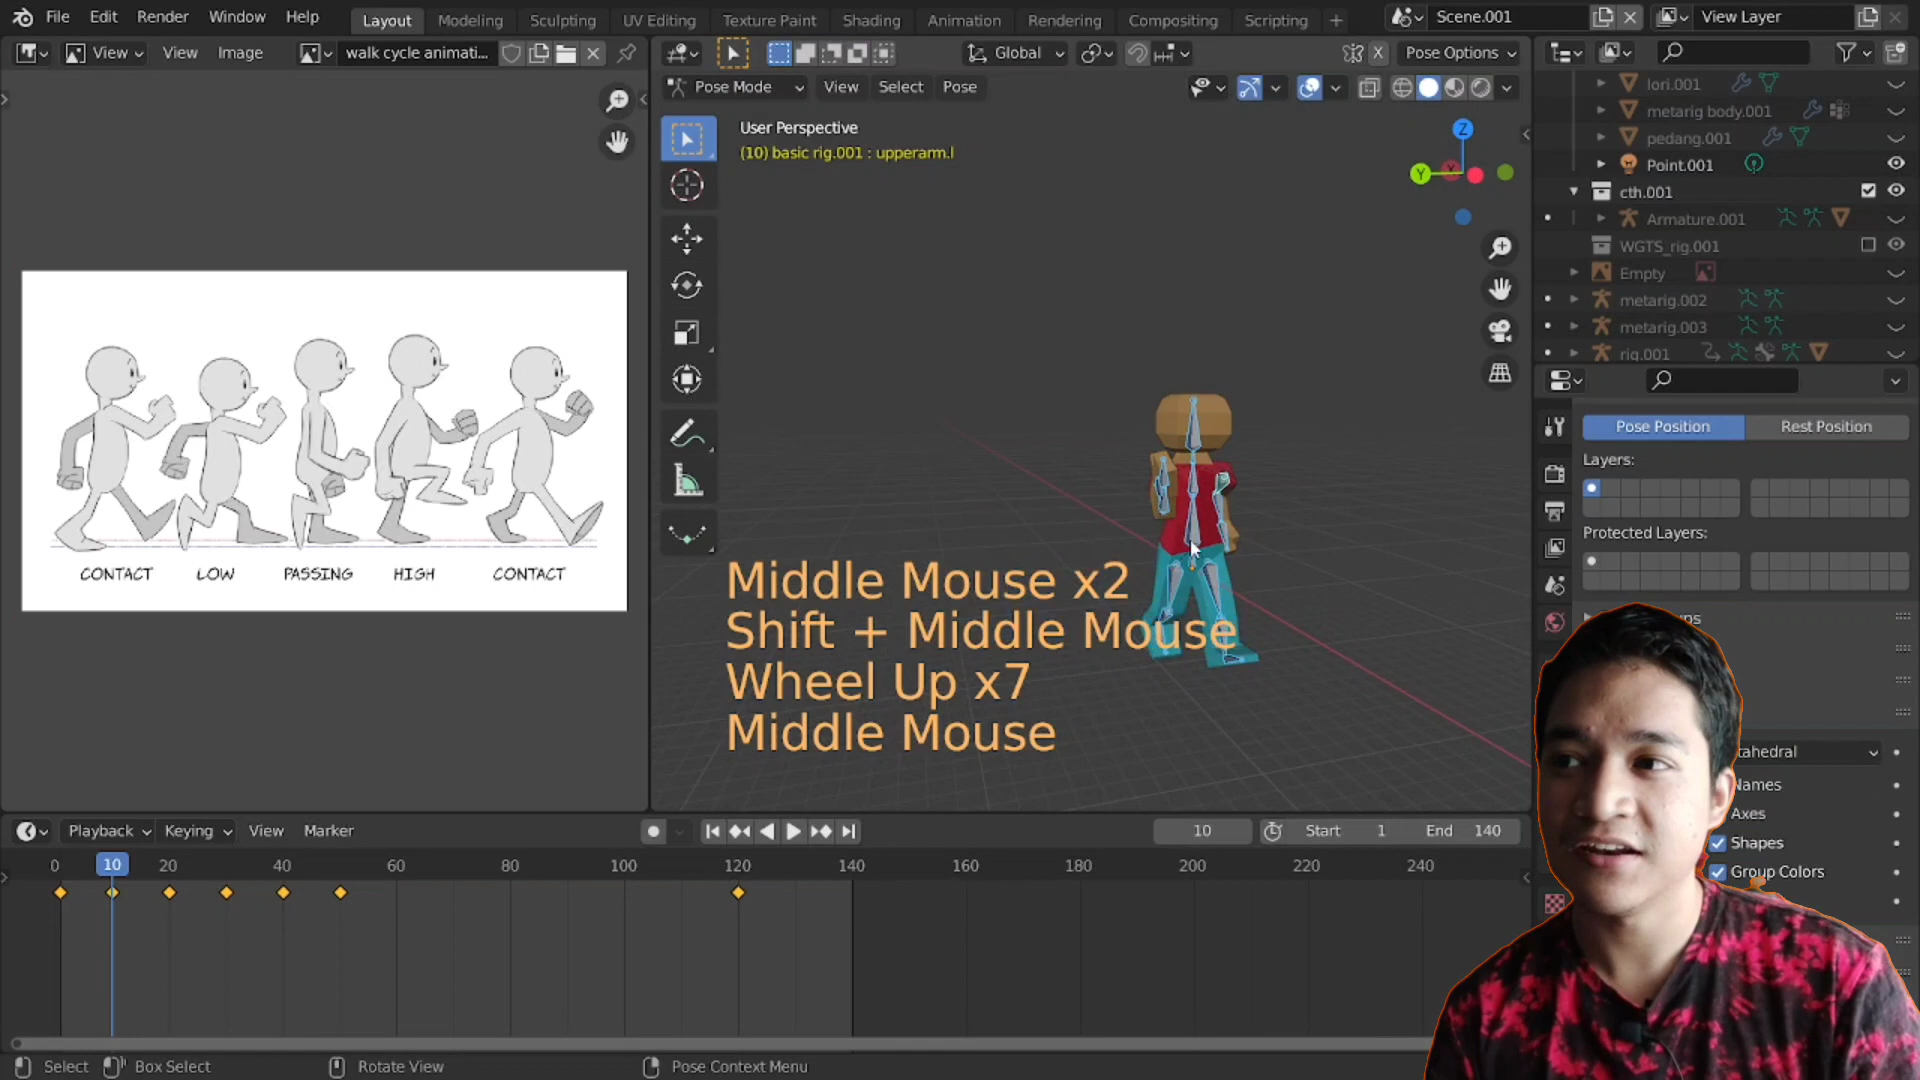 File Edit Render Window Help
Layout Modeling Sculpting UV Editing Texture Paint Shading Animation Rendering Compositing Scripting +
Scene.001
View Layer
View View Image walk cycle animati...
Global
Pose Options
Pose Mode View Select Pose
User Perspective
(10) basic rig.001 : upperarm.l
Z
Y
lori.001
metarig body.001
pedang.001
Point.001
cth.001
Armature.001
WGTS_rig.001
Empty
metarig.002
metarig.003
rig.001
Pose Position Rest Position
Layers:
Protected Layers:
CONTACT LOW PASSING HIGH CONTACT
Middle Mouse x2
Shift + Middle Mouse
Wheel Up x7
Middle Mouse
Names
Axes
Shapes
Group Colors
Playback Keying View Marker
10 Start 1 End 140
0 10 20 40 60 80 100 120 140 160 180 200 220 240
Select Box Select Rotate View Pose Context Menu